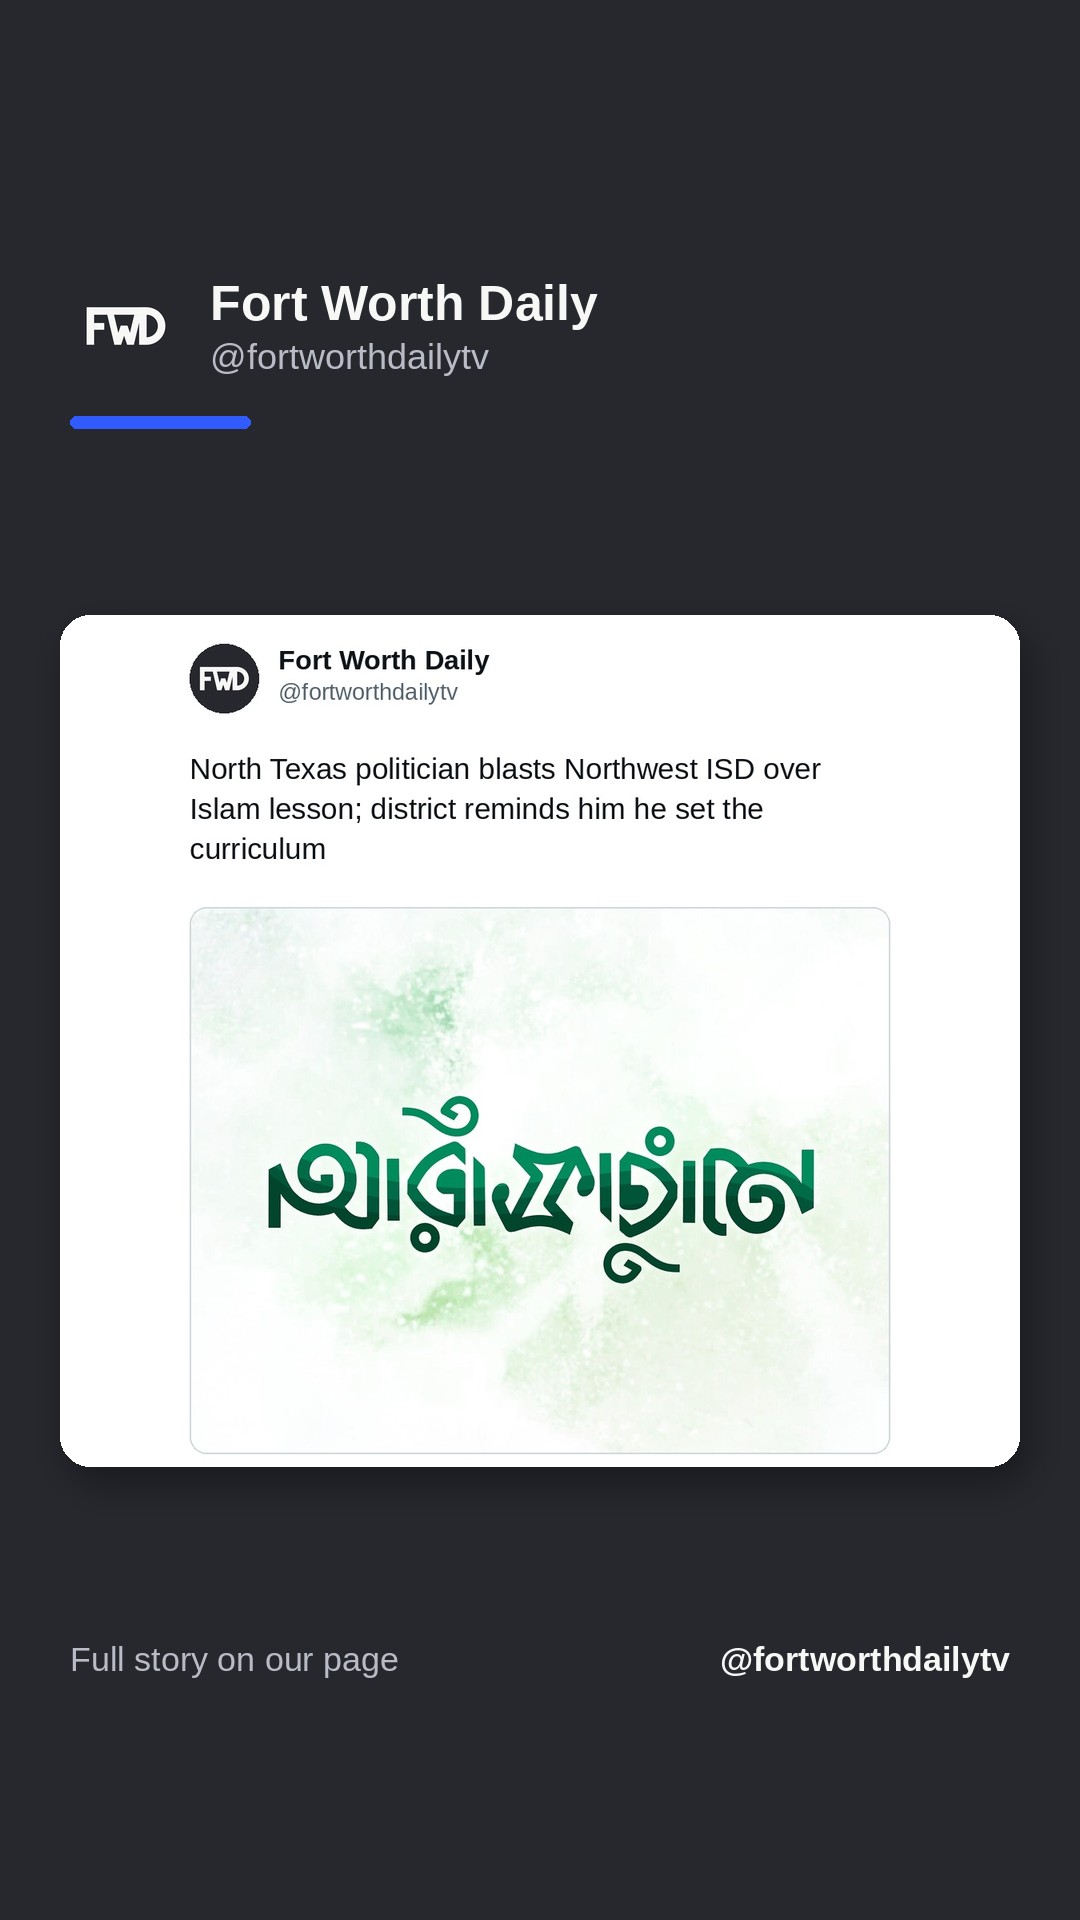 FWD
Fort Worth Daily
@fortworthdailytv
FWD
Fort Worth Daily
@fortworthdailytv
North Texas politician blasts Northwest ISD over
Islam lesson; district reminds him he set the
curriculum
Full story on our page
@fortworthdailytv